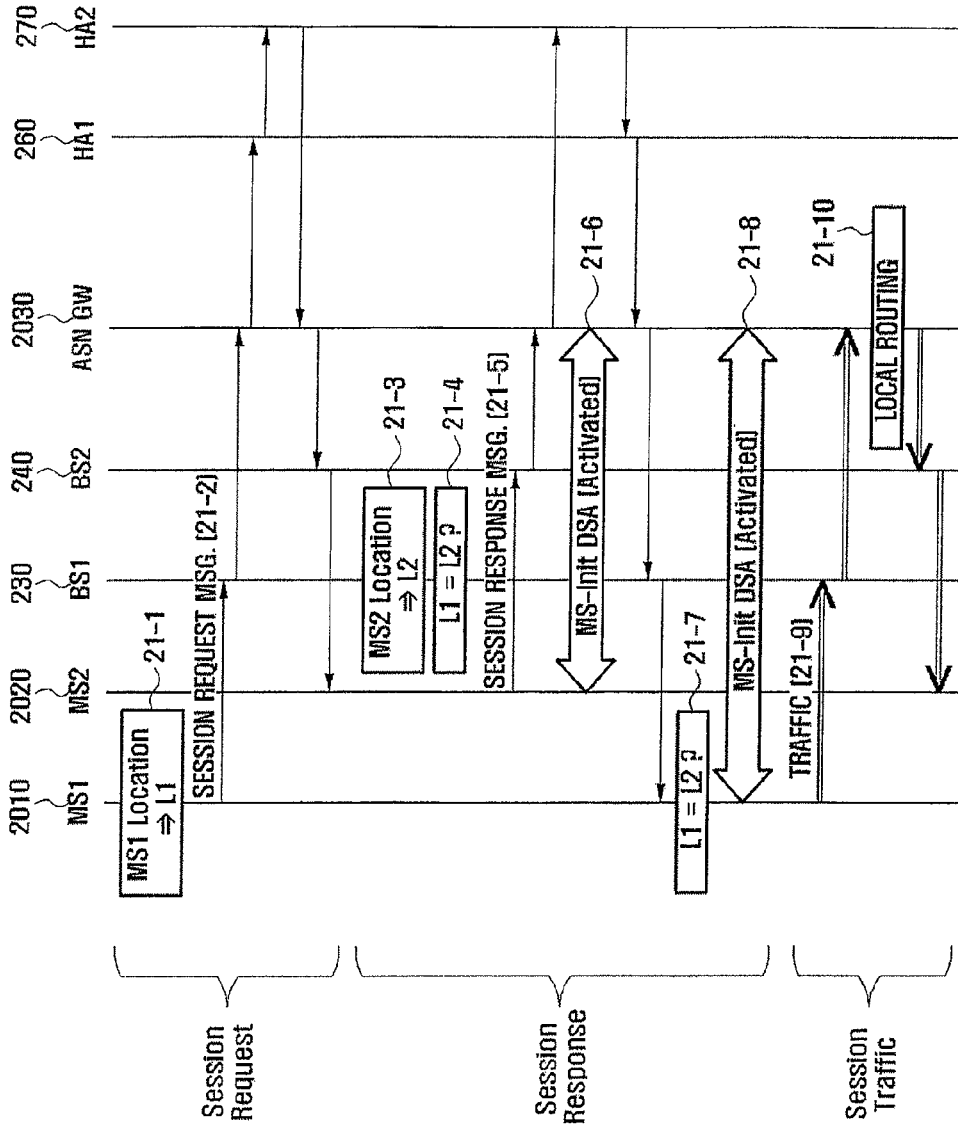 2010
MS1
2020
MS2
230
BS1
240
BS2
2030
ASN GW
260
HA1
270
HA2
Session
Request
MS1 Location
⇒ L1
21-1
SESSION REQUEST MSG. [21-2]
Session
Response
MS2 Location
⇒ L2
21-3
L1 = L2 ?
21-4
SESSION RESPONSE MSG. [21-5]
MS-Init DSA [Activated]
21-6
L1 = L2 ?
21-7
MS-Init DSA [Activated]
21-8
Session
Traffic
TRAFFIC [21-9]
21-10
LOCAL ROUTING